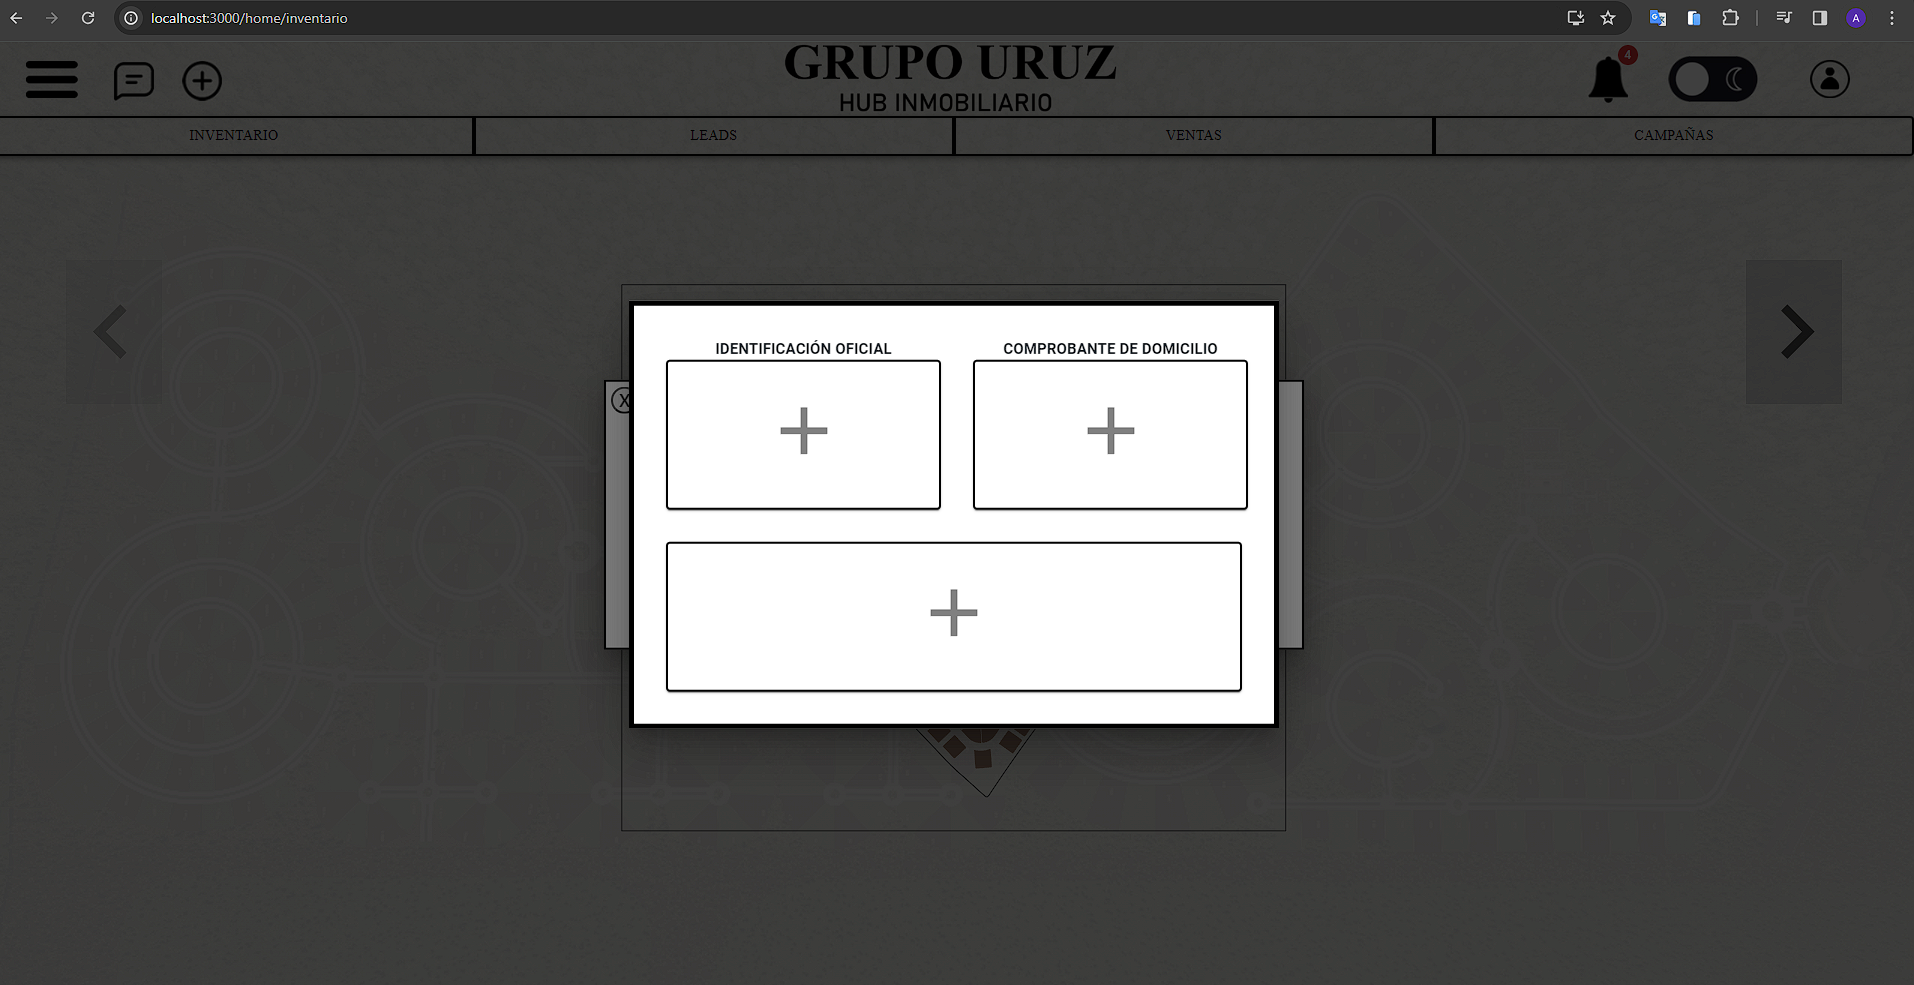 localhost:3000/home/inventario
A
GRUPO URUZ
HUB INMOBILIARIO
4
INVENTARIO
LEADS
VENTAS
CAMPAÑAS
X
IDENTIFICACIÓN OFICIAL
COMPROBANTE DE DOMICILIO